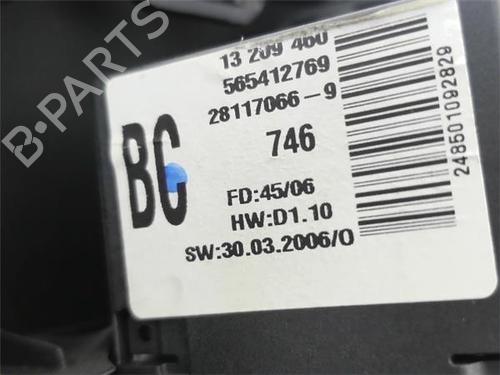 13 209 460
565412769
28117066-9
BC
746
FD:45/06
HW:D1.10
SW:30.03.2006/0
248501092829
B-PARTS